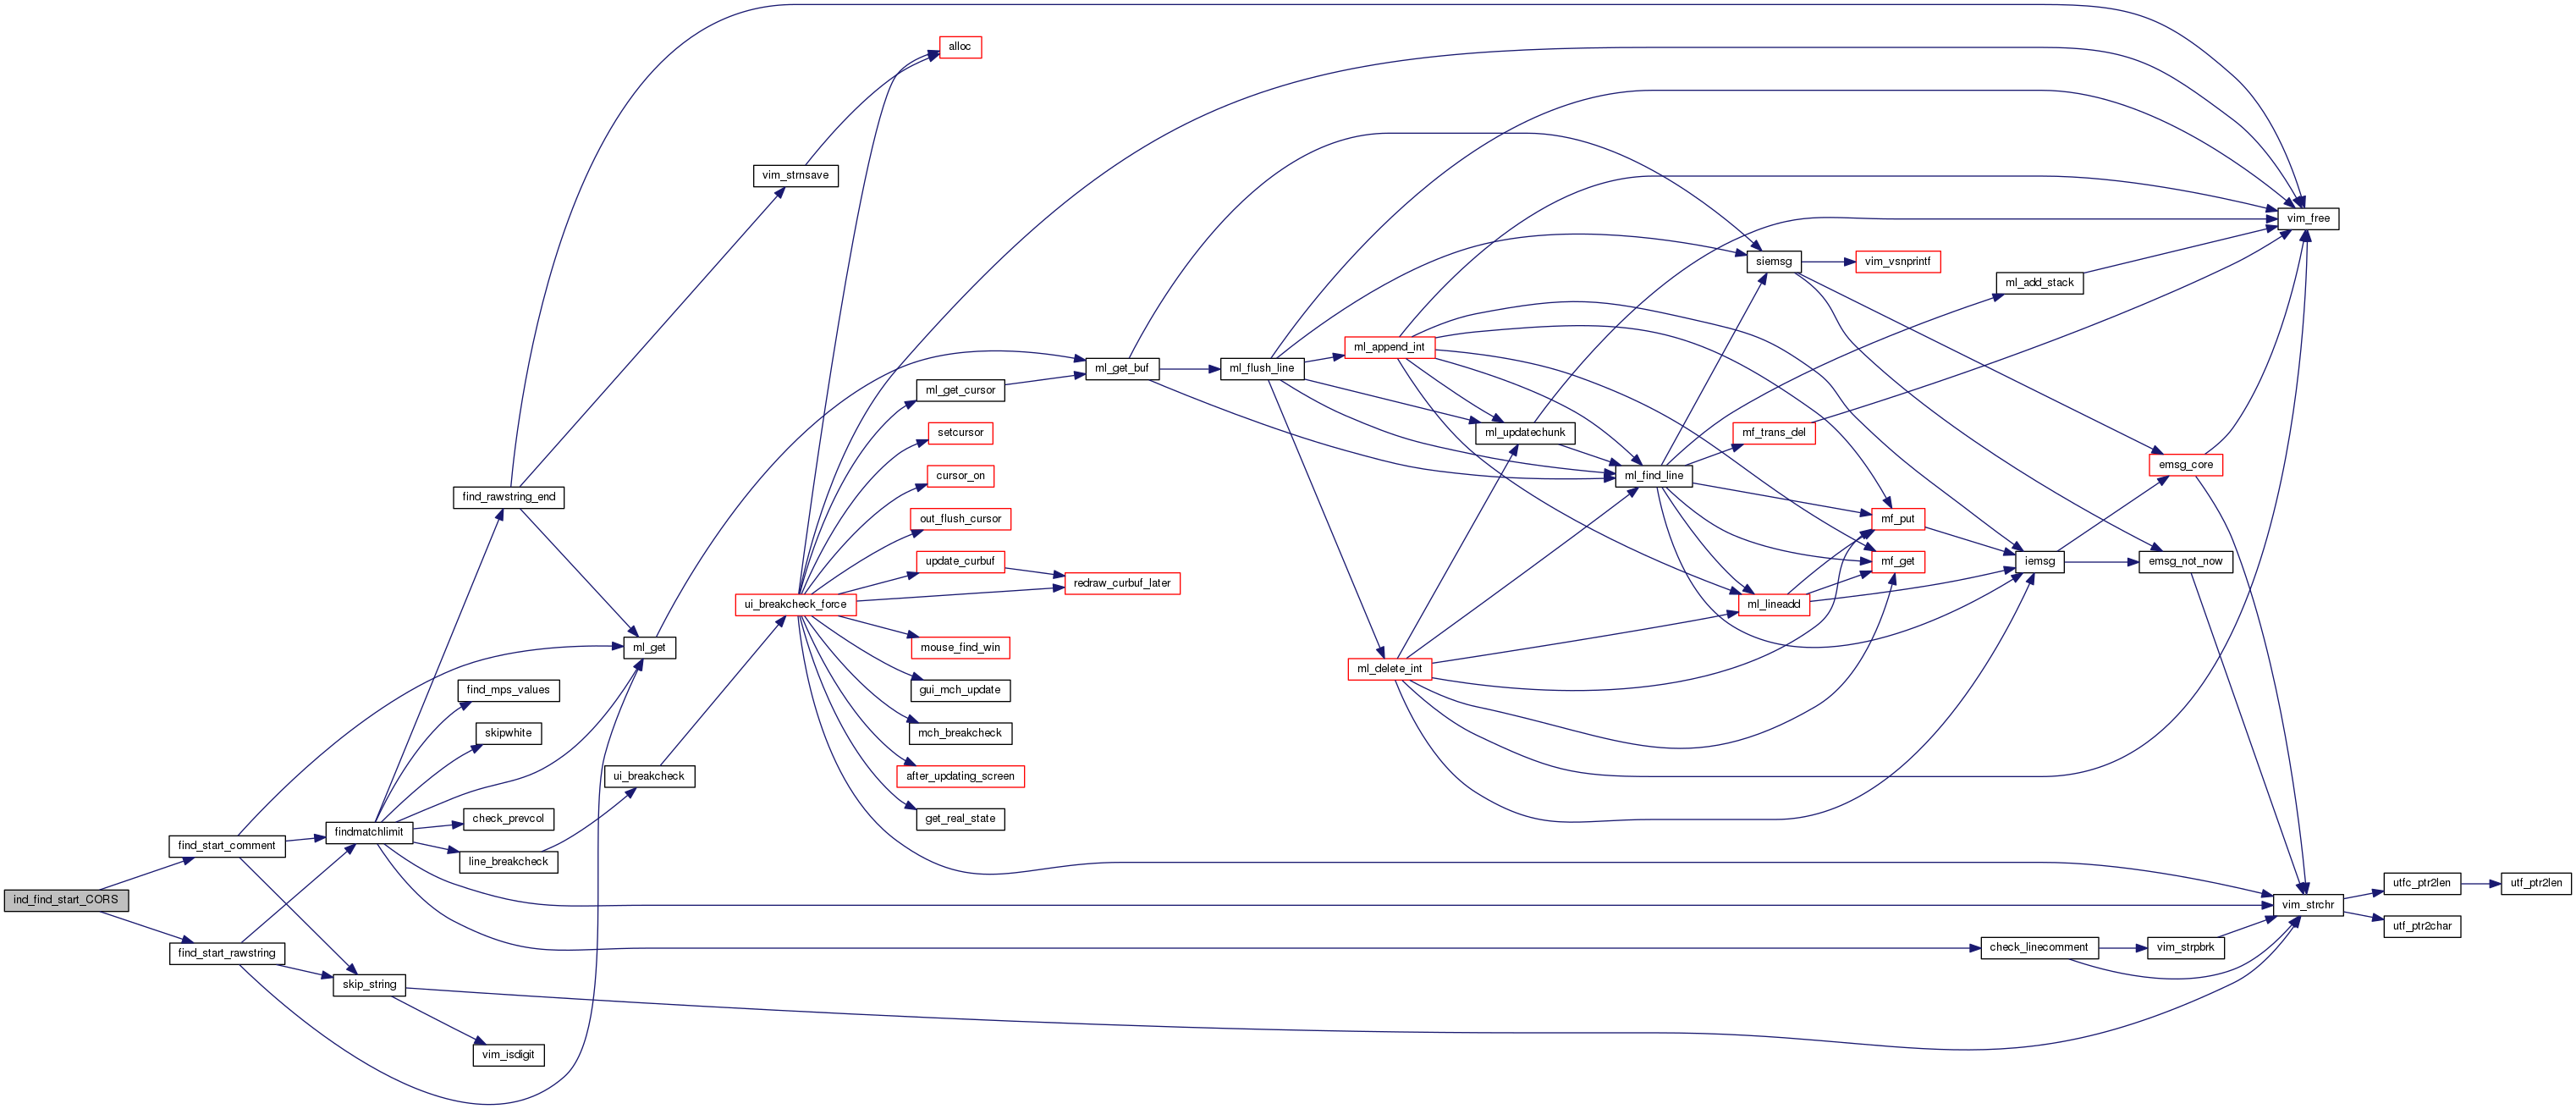 ind_find_start_CORS
find_start_comment
find_start_rawstring
findmatchlimit
skip_string
find_rawstring_end
find_mps_values
skipwhite
check_prevcol
line_breakcheck
vim_isdigit
ml_get
ui_breakcheck
vim_strnsave
ui_breakcheck_force
alloc
ml_get_cursor
setcursor
cursor_on
out_flush_cursor
update_curbuf
redraw_curbuf_later
mouse_find_win
gui_mch_update
mch_breakcheck
after_updating_screen
get_real_state
ml_get_buf
ml_flush_line
ml_append_int
ml_delete_int
ml_updatechunk
ml_find_line
siemsg
mf_trans_del
ml_lineadd
vim_vsnprintf
mf_put
mf_get
ml_add_stack
iemsg
check_linecomment
emsg_core
emsg_not_now
vim_strpbrk
vim_free
vim_strchr
utfc_ptr2len
utf_ptr2char
utf_ptr2len